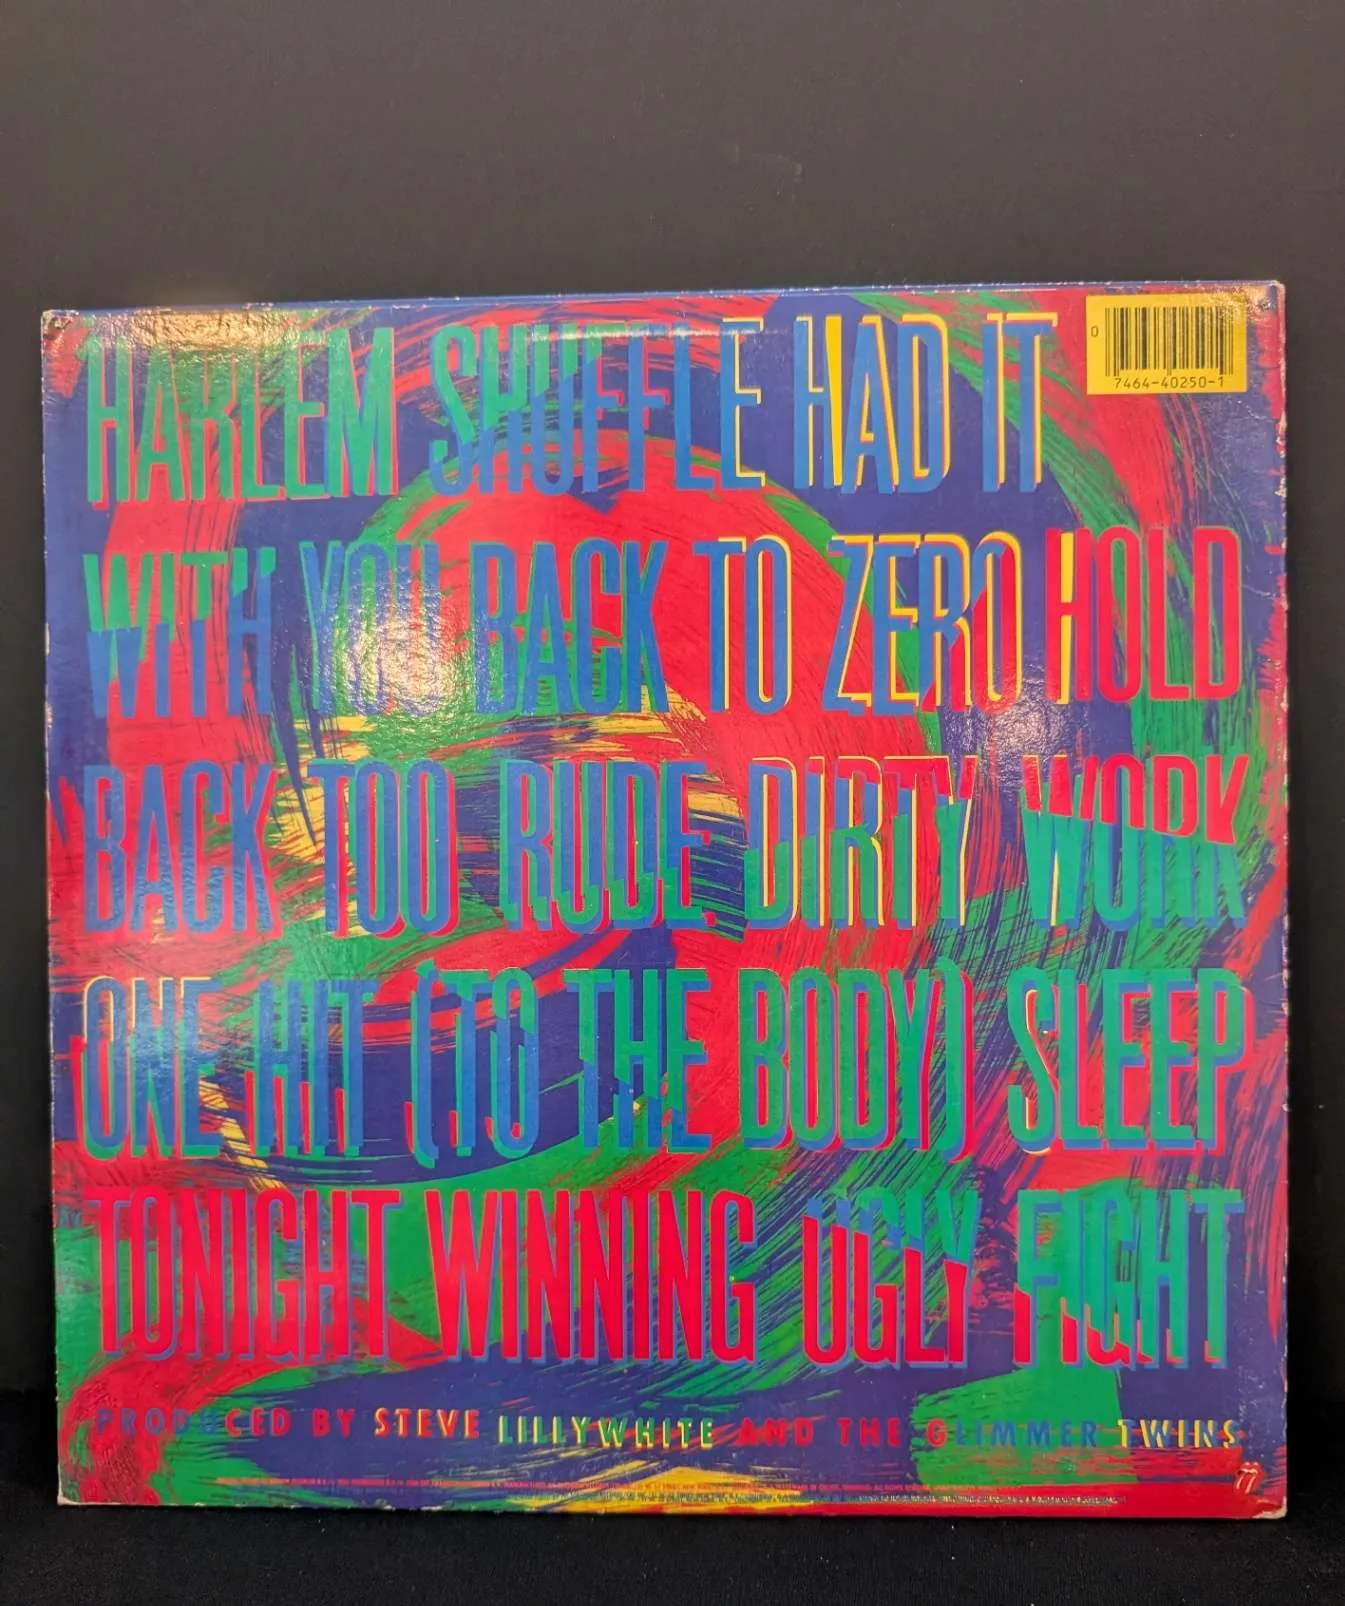 HARLEM SHUFFLE HAD IT
0
7464-40250-1
WITH YOU BACK TO ZERO HOLD
BACK TOO RUDE DIRTY WORK
ONE HIT (TO THE BODY) SLEEP
TONIGHT WINNING UGLY FIGHT
PRODUCED BY STEVE LILLYWHITE AND THE GLIMMER TWINS